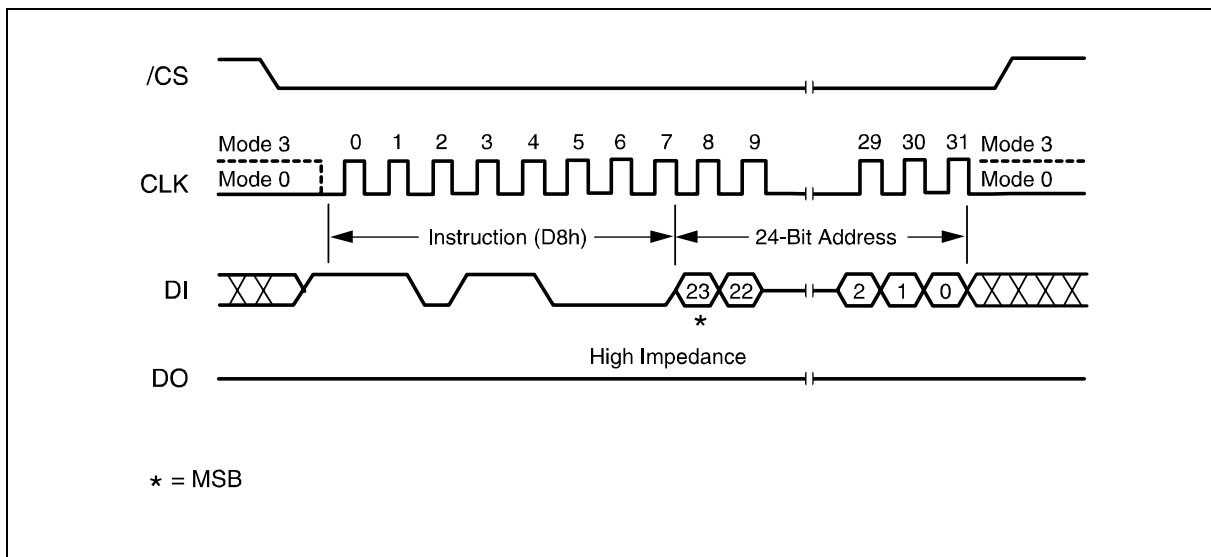 /CS
Mode 3
0 1 2 3 4 5 6 7 8 9 29 30 31
Mode 3
CLK
Mode 0
Mode 0
Instruction (D8h)
24-Bit Address
DI
23 22 2 1 0
*
High Impedance
DO
* = MSB